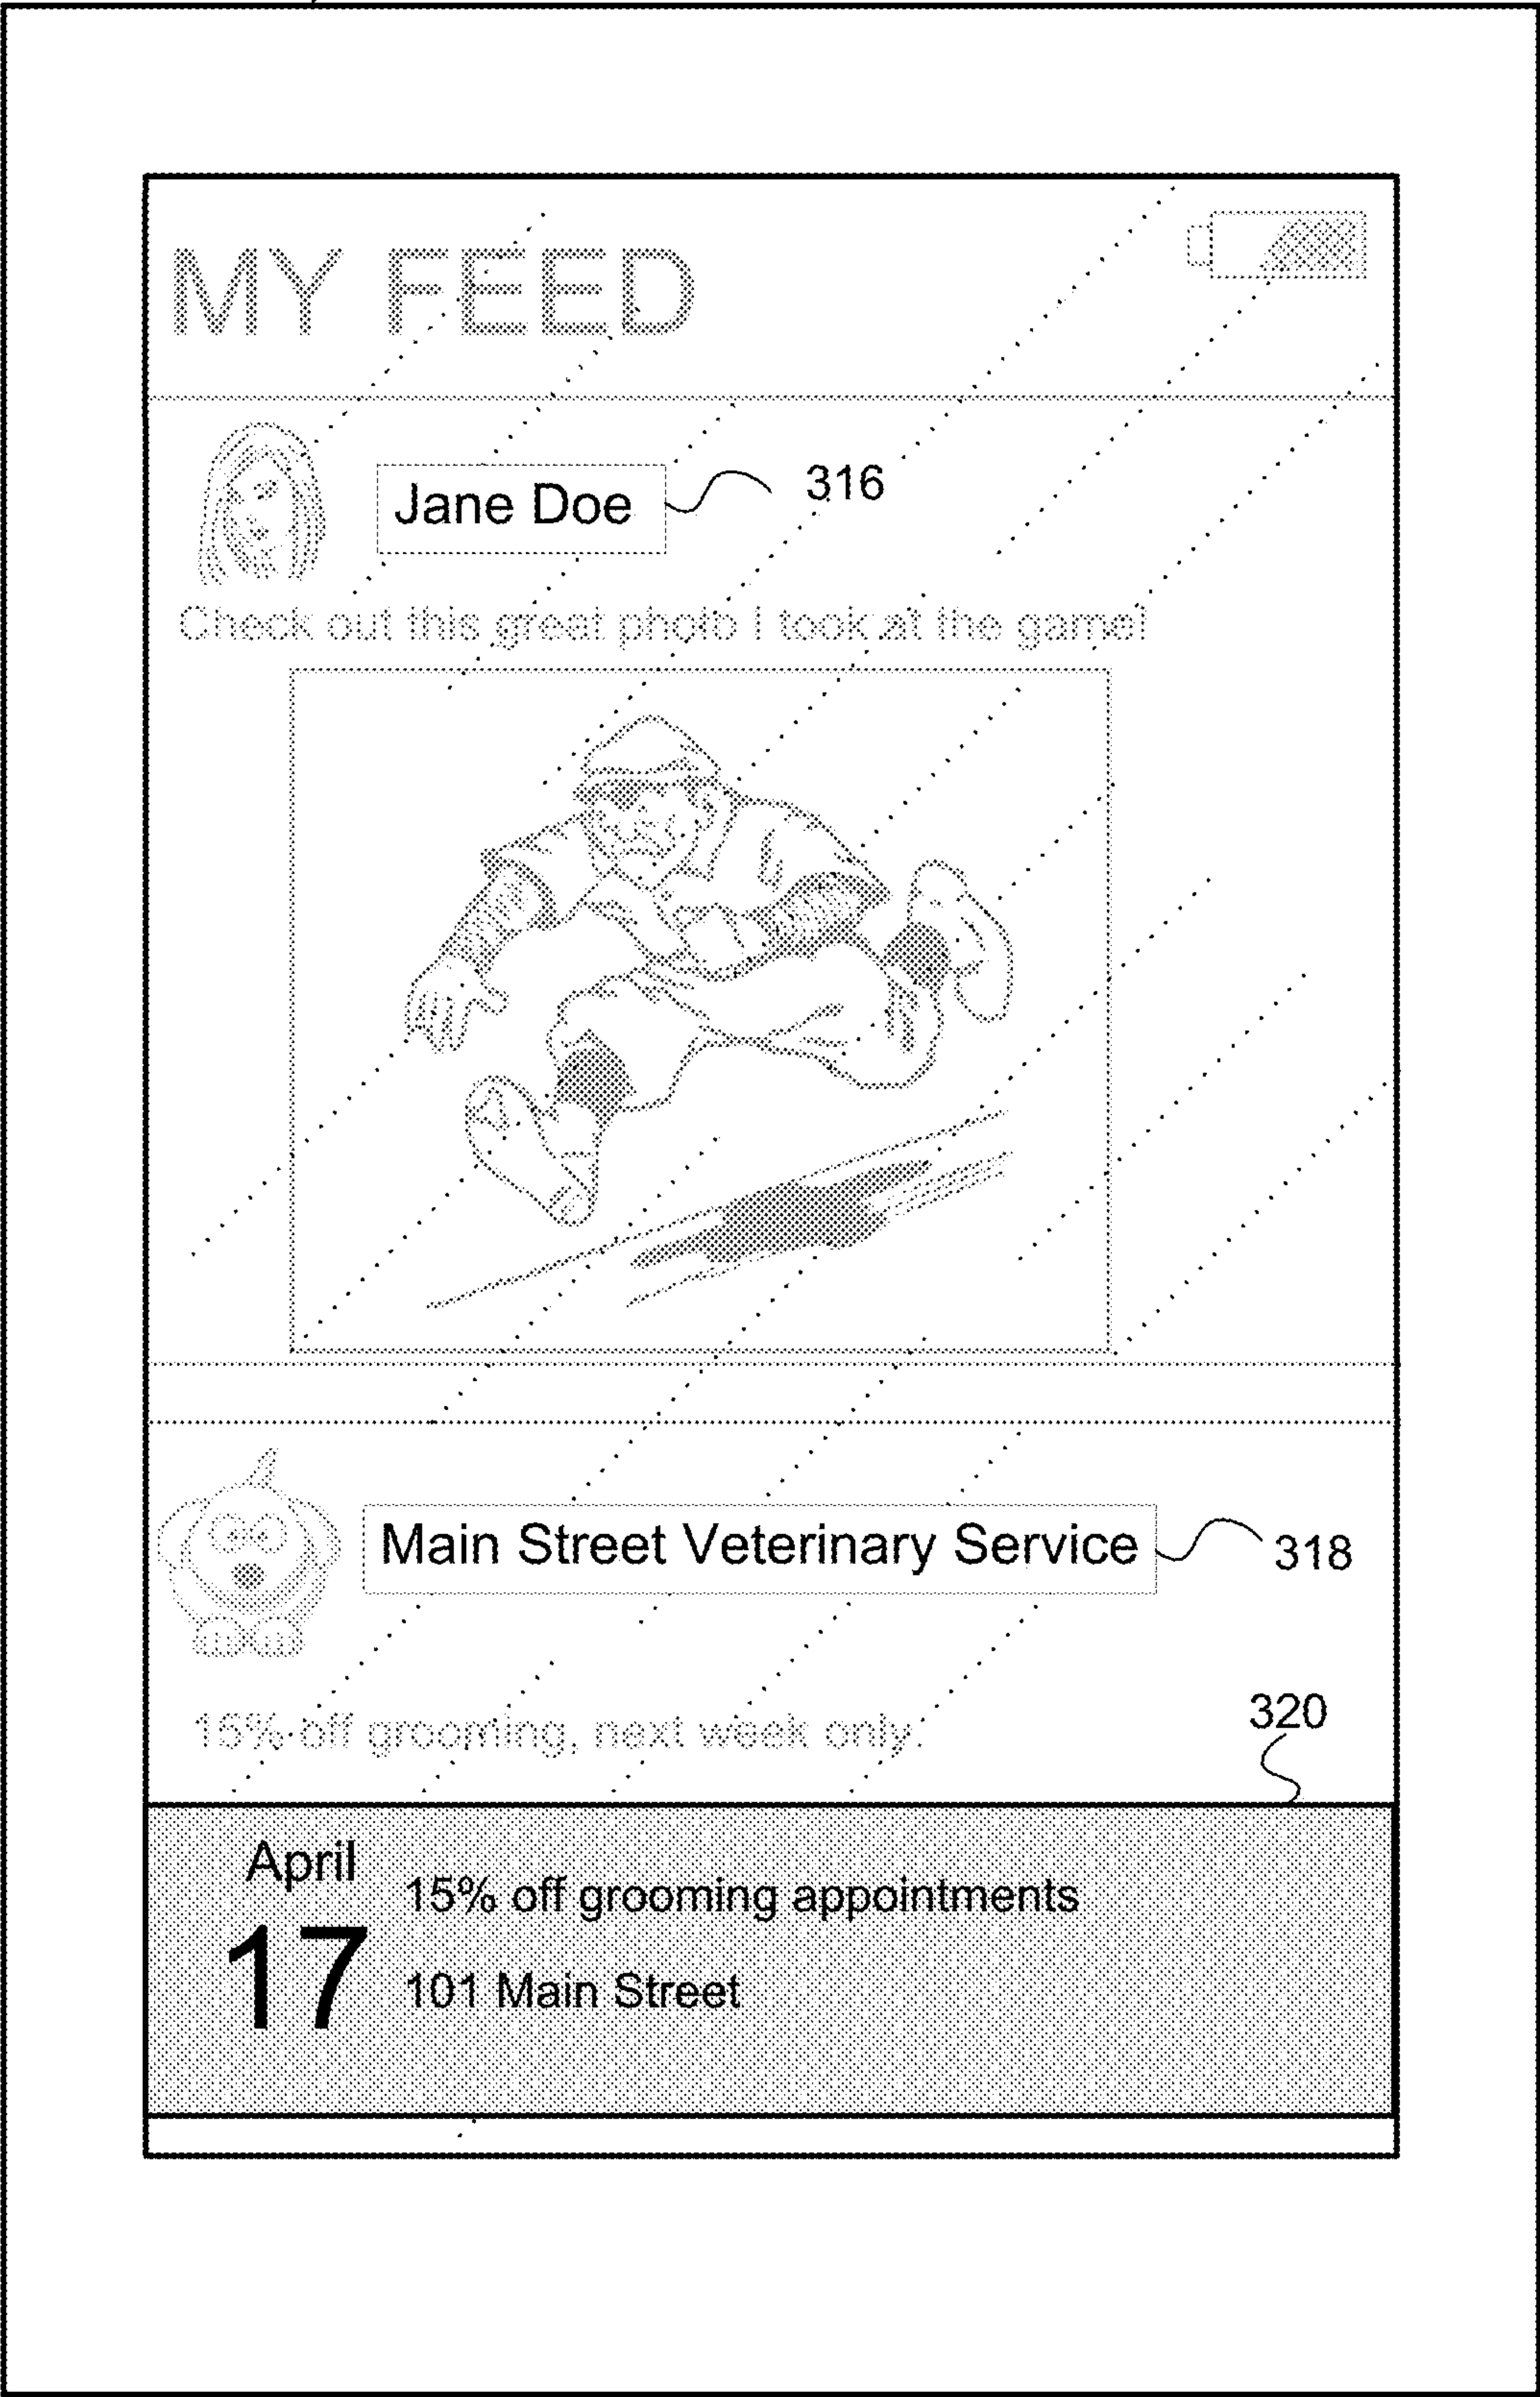 MY FEED
Jane Doe
316
Check out this great photo I took at the game!
Main Street Veterinary Service
318
15% off grooming, next week only.
320
April
17
15% off grooming appointments
101 Main Street